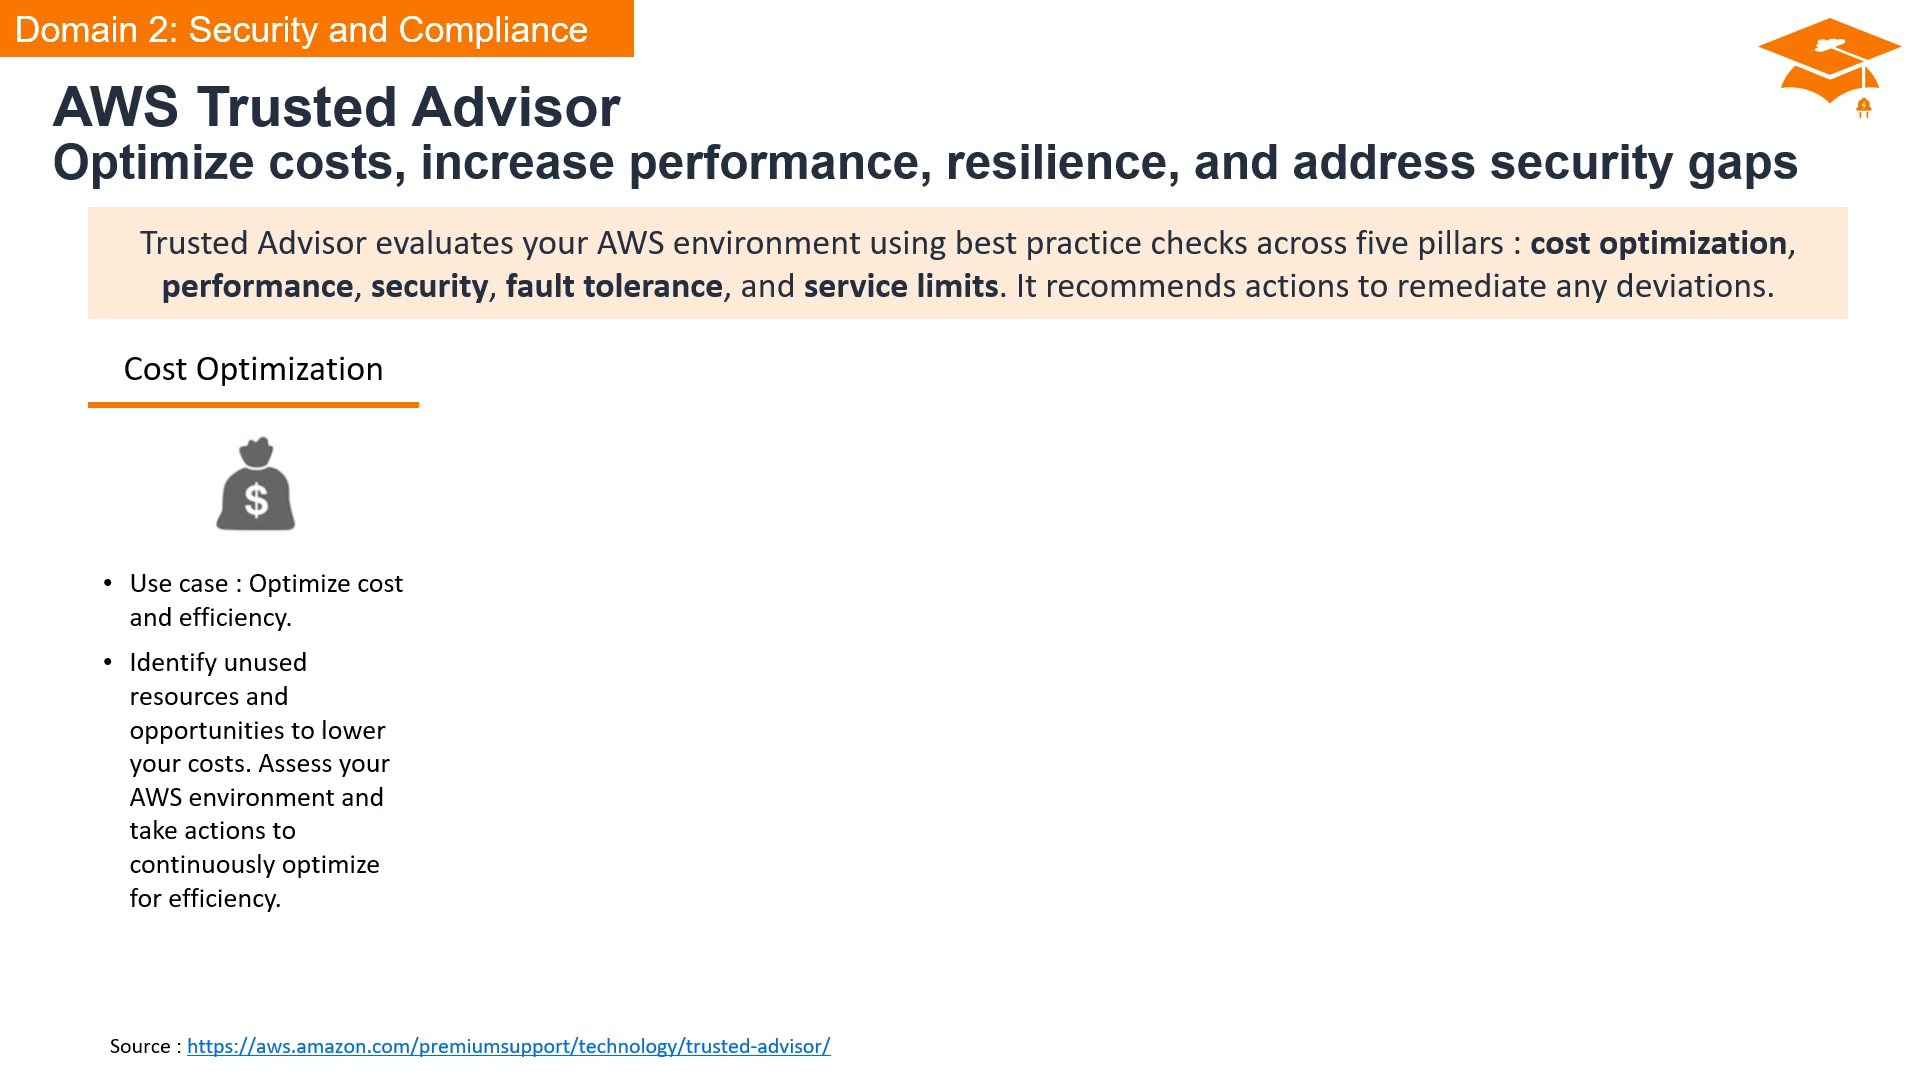 Domain 2: Security and Compliance
AWS Trusted Advisor
Optimize costs, increase performance, resilience, and address security gaps
Trusted Advisor evaluates your AWS environment using best practice checks across five pillars : cost optimization,
performance, security, fault tolerance, and service limits. It recommends actions to remediate any deviations.
Cost Optimization
$
• Use case : Optimize cost
and efficiency.
• Identify unused
resources and
opportunities to lower
your costs. Assess your
AWS environment and
take actions to
continuously optimize
for efficiency.
Source : https://aws.amazon.com/premiumsupport/technology/trusted-advisor/